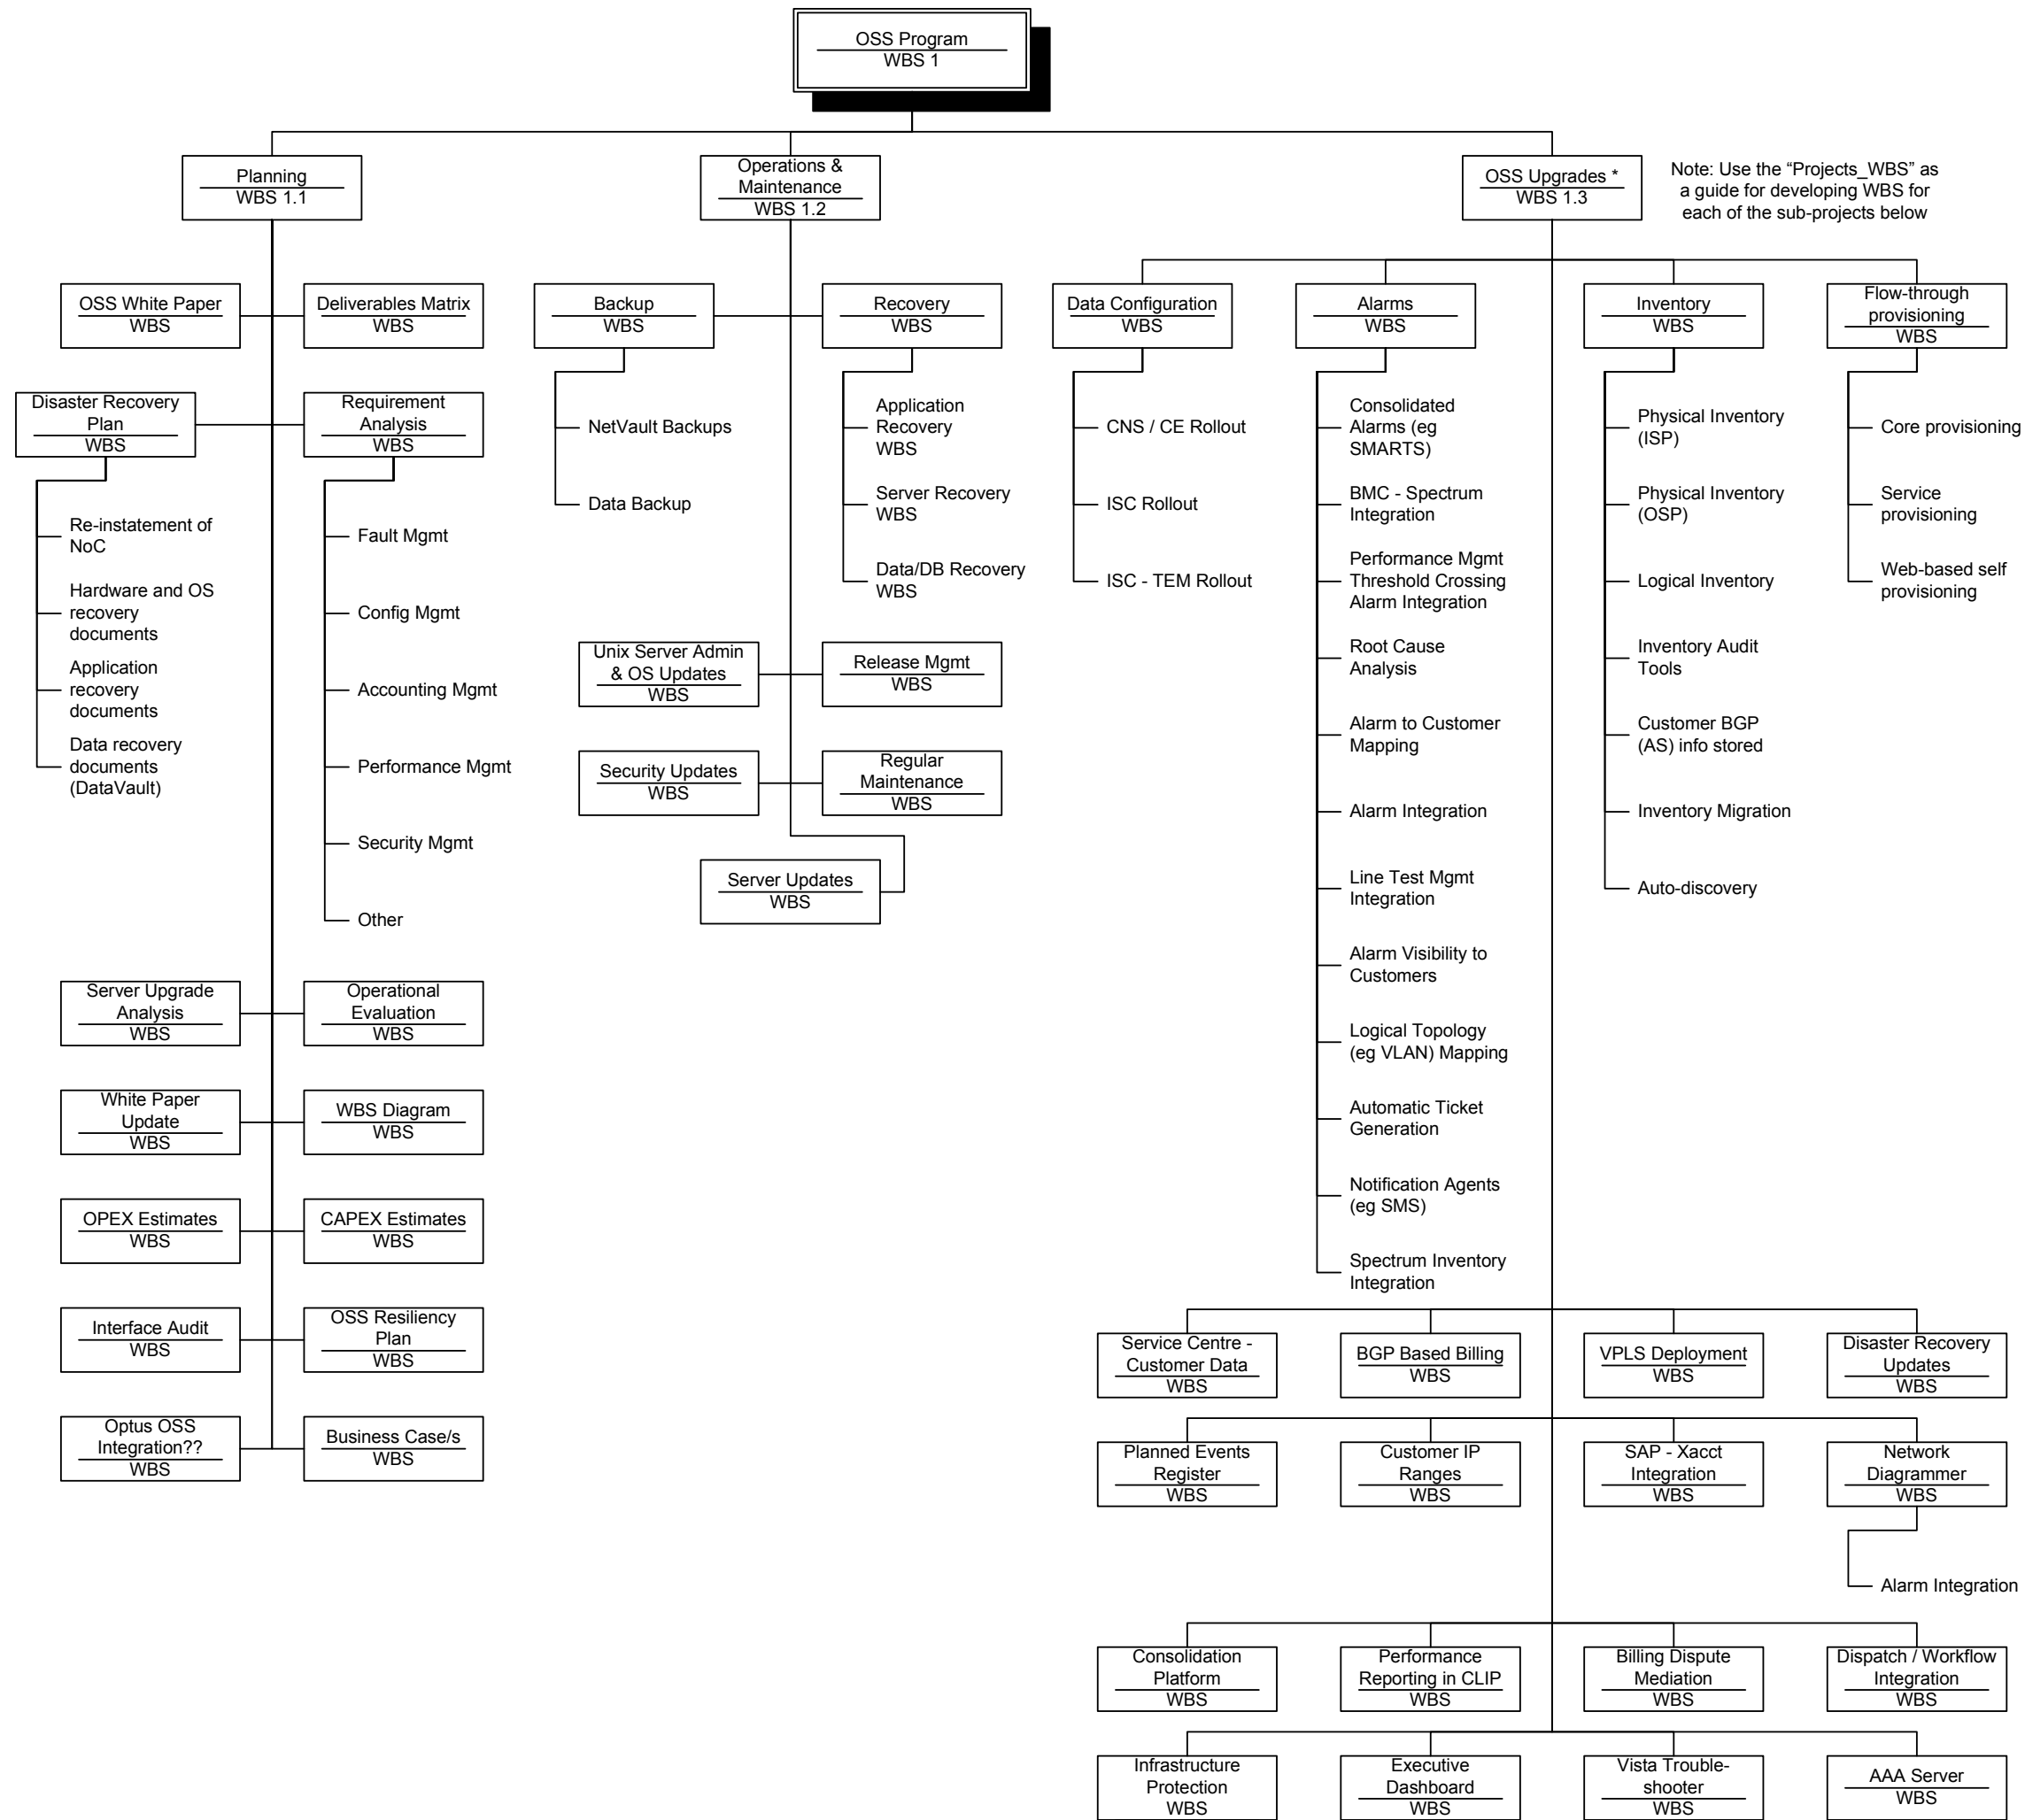 OSS Program
WBS 1
Planning
WBS 1.1
Operations &
Maintenance
WBS 1.2
OSS Upgrades *
WBS 1.3
Note: Use the “Projects_WBS” as
a guide for developing WBS for
each of the sub-projects below
OSS White Paper
WBS
Deliverables Matrix
WBS
Disaster Recovery
Plan
WBS
Requirement
Analysis
WBS
Re-instatement of
NoC
Hardware and OS
recovery
documents
Application
recovery
documents
Data recovery
documents
(DataVault)
Fault Mgmt
Config Mgmt
Accounting Mgmt
Performance Mgmt
Security Mgmt
Other
Server Upgrade
Analysis
WBS
Operational
Evaluation
WBS
White Paper
Update
WBS
WBS Diagram
WBS
OPEX Estimates
WBS
CAPEX Estimates
WBS
Interface Audit
WBS
OSS Resiliency
Plan
WBS
Optus OSS
Integration??
WBS
Business Case/s
WBS
Backup
WBS
Recovery
WBS
NetVault Backups
Data Backup
Application
Recovery
WBS
Server Recovery
WBS
Data/DB Recovery
WBS
Unix Server Admin
& OS Updates
WBS
Release Mgmt
WBS
Security Updates
WBS
Regular
Maintenance
WBS
Server Updates
WBS
Data Configuration
WBS
Alarms
WBS
Inventory
WBS
Flow-through
provisioning
WBS
CNS / CE Rollout
ISC Rollout
ISC - TEM Rollout
Consolidated
Alarms (eg
SMARTS)
BMC - Spectrum
Integration
Performance Mgmt
Threshold Crossing
Alarm Integration
Root Cause
Analysis
Alarm to Customer
Mapping
Alarm Integration
Line Test Mgmt
Integration
Alarm Visibility to
Customers
Logical Topology
(eg VLAN) Mapping
Automatic Ticket
Generation
Notification Agents
(eg SMS)
Spectrum Inventory
Integration
Physical Inventory
(ISP)
Physical Inventory
(OSP)
Logical Inventory
Inventory Audit
Tools
Customer BGP
(AS) info stored
Inventory Migration
Auto-discovery
Core provisioning
Service
provisioning
Web-based self
provisioning
Service Centre -
Customer Data
WBS
BGP Based Billing
WBS
VPLS Deployment
WBS
Disaster Recovery
Updates
WBS
Planned Events
Register
WBS
Customer IP
Ranges
WBS
SAP - Xacct
Integration
WBS
Network
Diagrammer
WBS
Alarm Integration
Consolidation
Platform
WBS
Performance
Reporting in CLIP
WBS
Billing Dispute
Mediation
WBS
Dispatch / Workflow
Integration
WBS
Infrastructure
Protection
WBS
Executive
Dashboard
WBS
Vista Trouble-
shooter
WBS
AAA Server
WBS